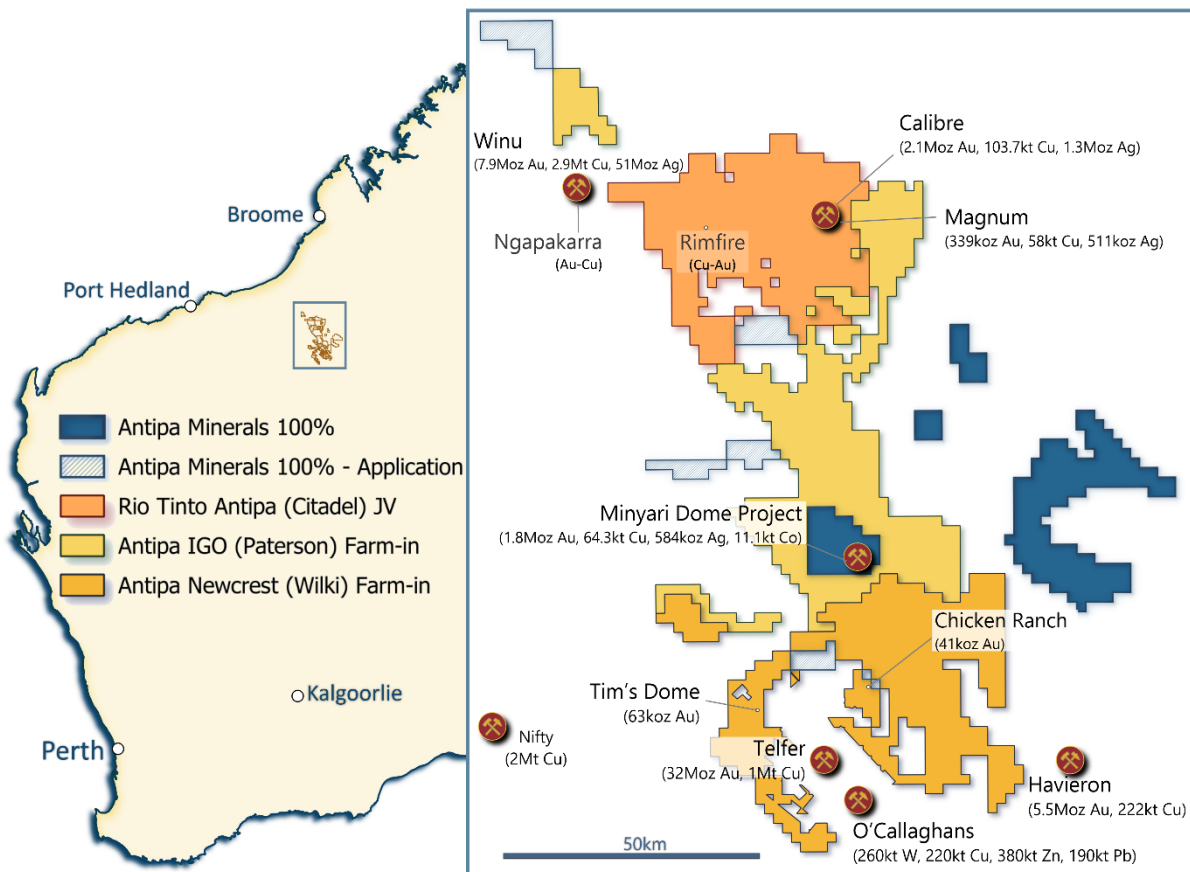 Broome
Port Hedland
Antipa Minerals 100%
Antipa Minerals 100% - Application
Rio Tinto Antipa (Citadel) JV
Antipa IGO (Paterson) Farm-in
Antipa Newcrest (Wilki) Farm-in
Kalgoorlie
Perth
Winu
(7.9Moz Au, 2.9Mt Cu, 51Moz Ag)
Ngapakarra
(Au-Cu)
Rimfire
(Cu-Au)
Calibre
(2.1Moz Au, 103.7kt Cu, 1.3Moz Ag)
Magnum
(339koz Au, 58kt Cu, 511koz Ag)
Minyari Dome Project
(1.8Moz Au, 64.3kt Cu, 584koz Ag, 11.1kt Co)
Chicken Ranch
(41koz Au)
Tim's Dome
(63koz Au)
Nifty
(2Mt Cu)
Telfer
(32Moz Au, 1Mt Cu)
Havieron
(5.5Moz Au, 222kt Cu)
O'Callaghans
(260kt W, 220kt Cu, 380kt Zn, 190kt Pb)
50km